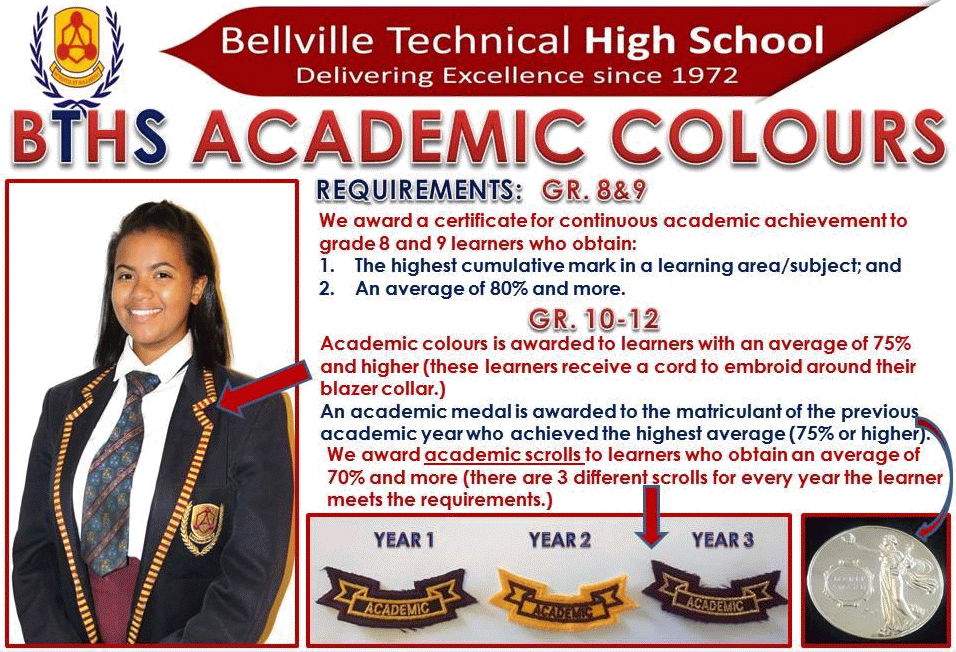 Bellville Technical High School
Delivering Excellence since 1972
BTHS ACADEMIC COLOURS
REQUIREMENTS: GR. 8&9
We award a certificate for continuous academic achievement to
grade 8 and 9 learners who obtain:
1. The highest cumulative mark in a learning area/subject; and
2. An average of 80% and more.
GR. 10-12
Academic colours is awarded to learners with an average of 75%
and higher (these learners receive a cord to embroid around their
blazer collar.)
An academic medal is awarded to the matriculant of the previous
academic year who achieved the highest average (75% or higher).
We award academic scrolls to learners who obtain an average of
70% and more (there are 3 different scrolls for every year the learner
meets the requirements.)
YEAR 1 YEAR 2 YEAR 3
ACADEMIC ACADEMIC ACADEMIC